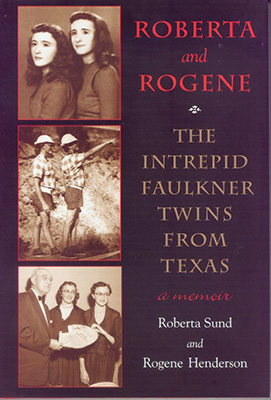 ROBERTA
and
ROGENE
THE
INTREPID
FAULKNER
TWINS
FROM
TEXAS
a memoir
Roberta Sund
and
Rogene Henderson